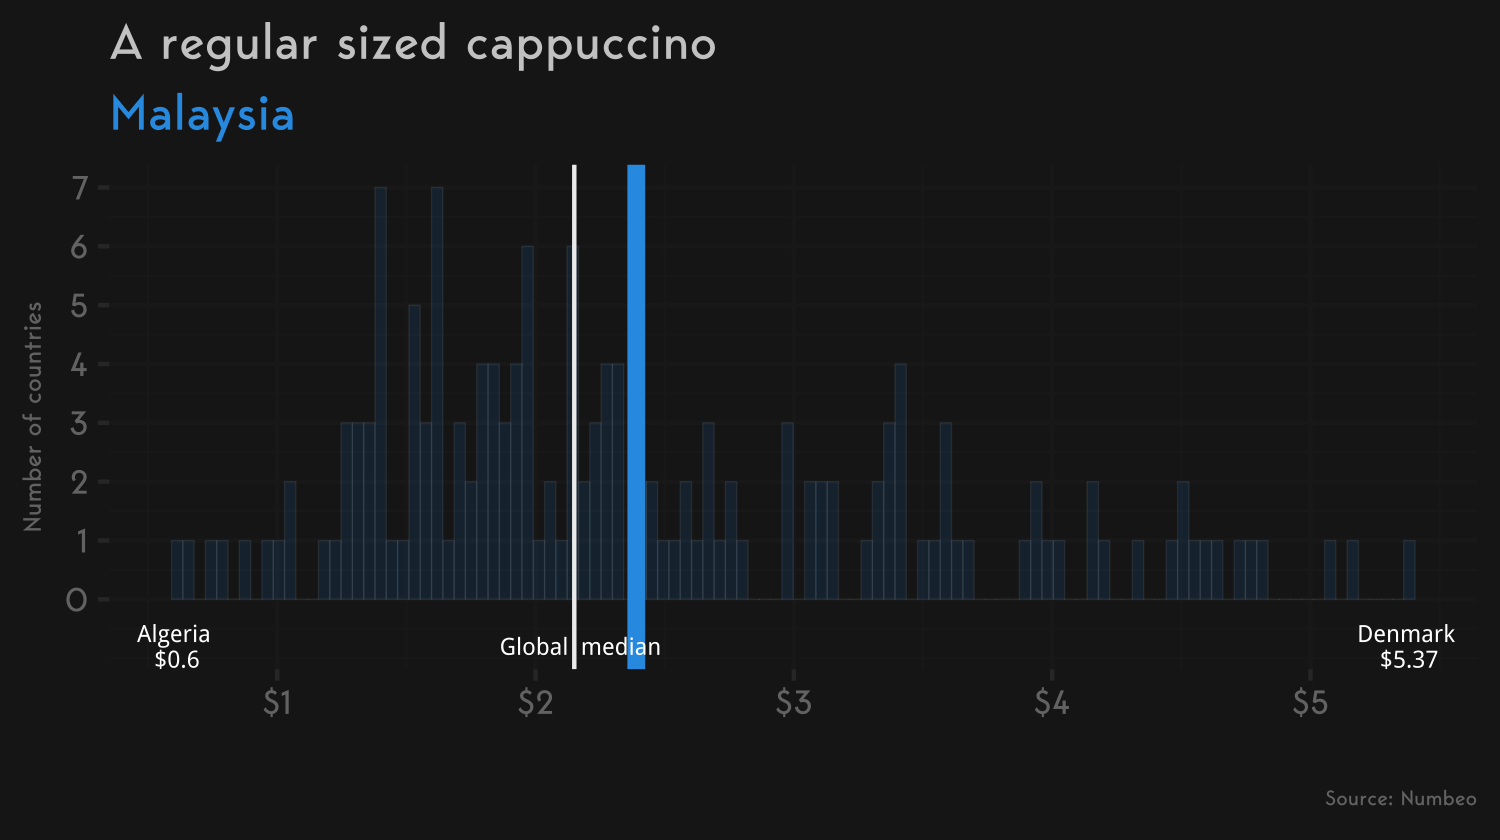 A regular sized cappuccino
Malaysia
Number of countries
7
6
5
4
3
2
1
0
Algeria
$0.6
Global median
Denmark
$5.37
$1
$2
$3
$4
$5
Source: Numbeo